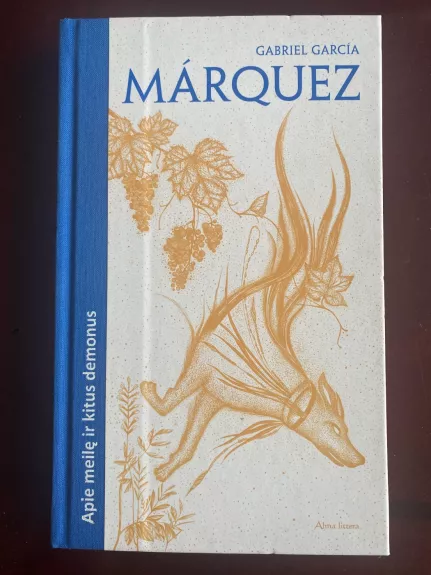 GABRIEL GARCÍA
MÁRQUEZ
Apie meilę ir kitus demonus
Alma littera